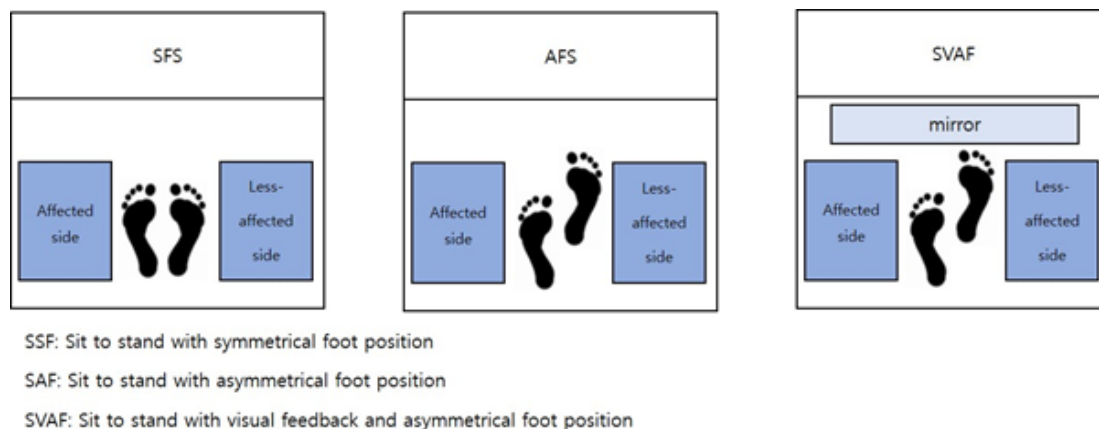 SFS
AFS
SVAF
mirror
Affected
side
Less-
affected
side
Affected
side
Less-
affected
side
Affected
side
Less-
affected
side
SSF: Sit to stand with symmetrical foot position
SAF: Sit to stand with asymmetrical foot position
SVAF: Sit to stand with visual feedback and asymmetrical foot position